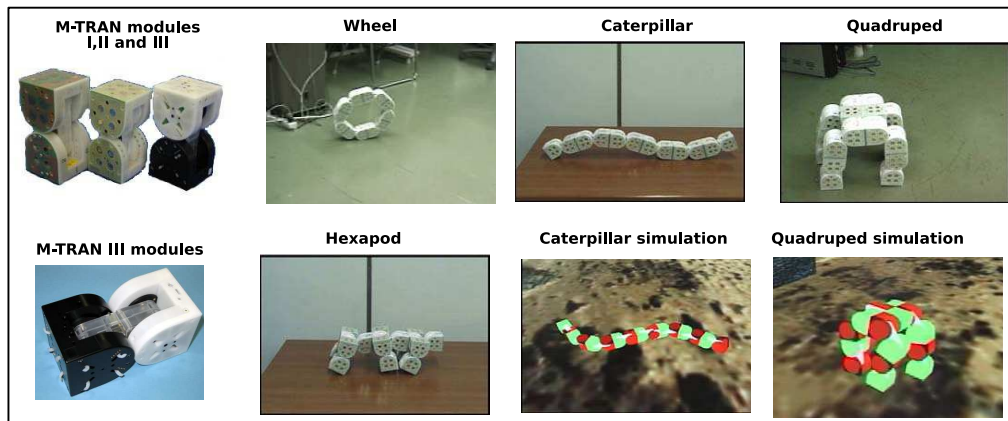 M-TRAN modules
I,II and III
Wheel
Caterpillar
Quadruped
M-TRAN III modules
Hexapod
Caterpillar simulation
Quadruped simulation